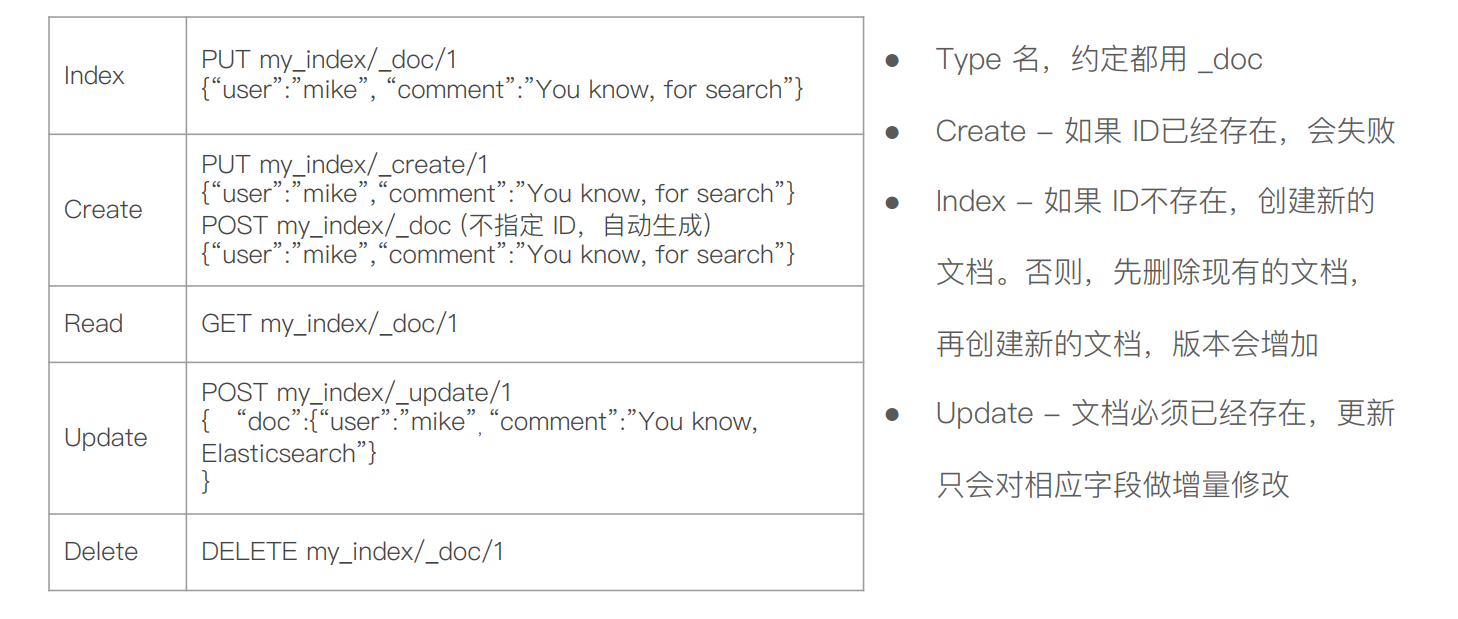 Index
PUT my_index/_doc/1
{“user”:”mike”, “comment”:”You know, for search”}
Create
PUT my_index/_create/1
{“user”:”mike”,“comment”:”You know, for search”}
POST my_index/_doc (不指定 ID，自动生成)
{“user”:”mike”,“comment”:”You know, for search”}
Read
GET my_index/_doc/1
Update
POST my_index/_update/1
{ “doc”:{“user”:”mike”, “comment”:”You know,
Elasticsearch”}
}
Delete
DELETE my_index/_doc/1
● Type 名，约定都用 _doc
● Create – 如果 ID已经存在，会失败
● Index – 如果 ID不存在，创建新的
文档。否则，先删除现有的文档，
再创建新的文档，版本会增加
● Update – 文档必须已经存在，更新
只会对相应字段做增量修改